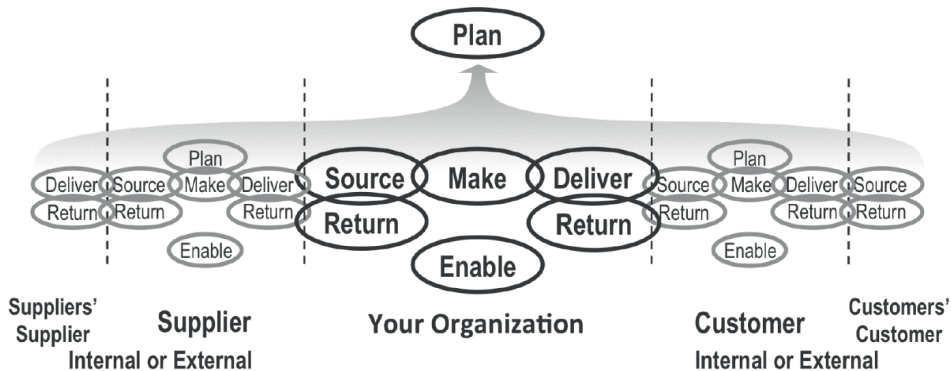 Plan
Plan
Plan
Deliver
Source
Make
Deliver
Source
Make
Deliver
Source
Make
Deliver
Source
Return
Return
Return
Return
Return
Return
Return
Return
Enable
Enable
Enable
Suppliers’
Supplier
Supplier
Internal or External
Your Organization
Customer
Internal or External
Customers’
Customer